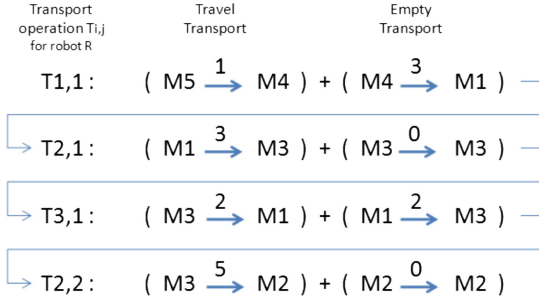 Transport operation Ti,j for robot R
Travel Transport
Empty Transport
T1,1 : ( M5 1 M4 ) + ( M4 3 M1 )
T2,1 : ( M1 3 M3 ) + ( M3 0 M3 )
T3,1 : ( M3 2 M1 ) + ( M1 2 M3 )
T2,2 : ( M3 5 M2 ) + ( M2 0 M2 )